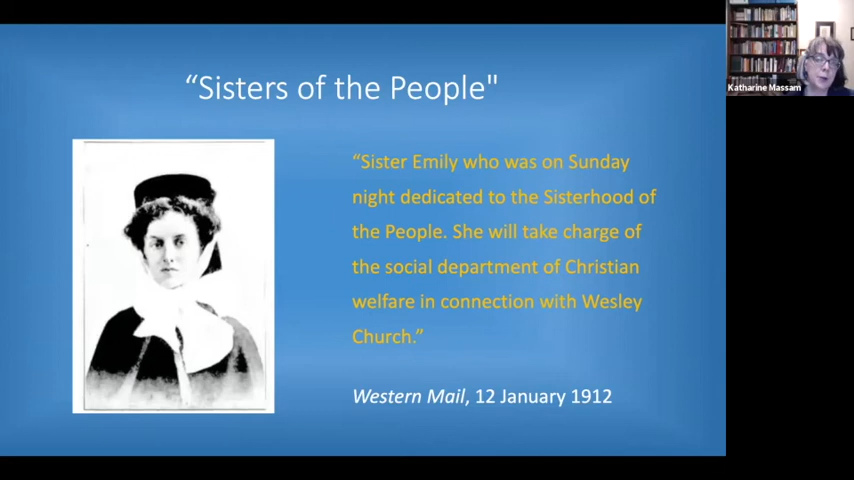 “Sisters of the People"
“Sister Emily who was on Sunday
night dedicated to the Sisterhood of
the People. She will take charge of
the social department of Christian
welfare in connection with Wesley
Church.”
Western Mail, 12 January 1912
Katharine Massam